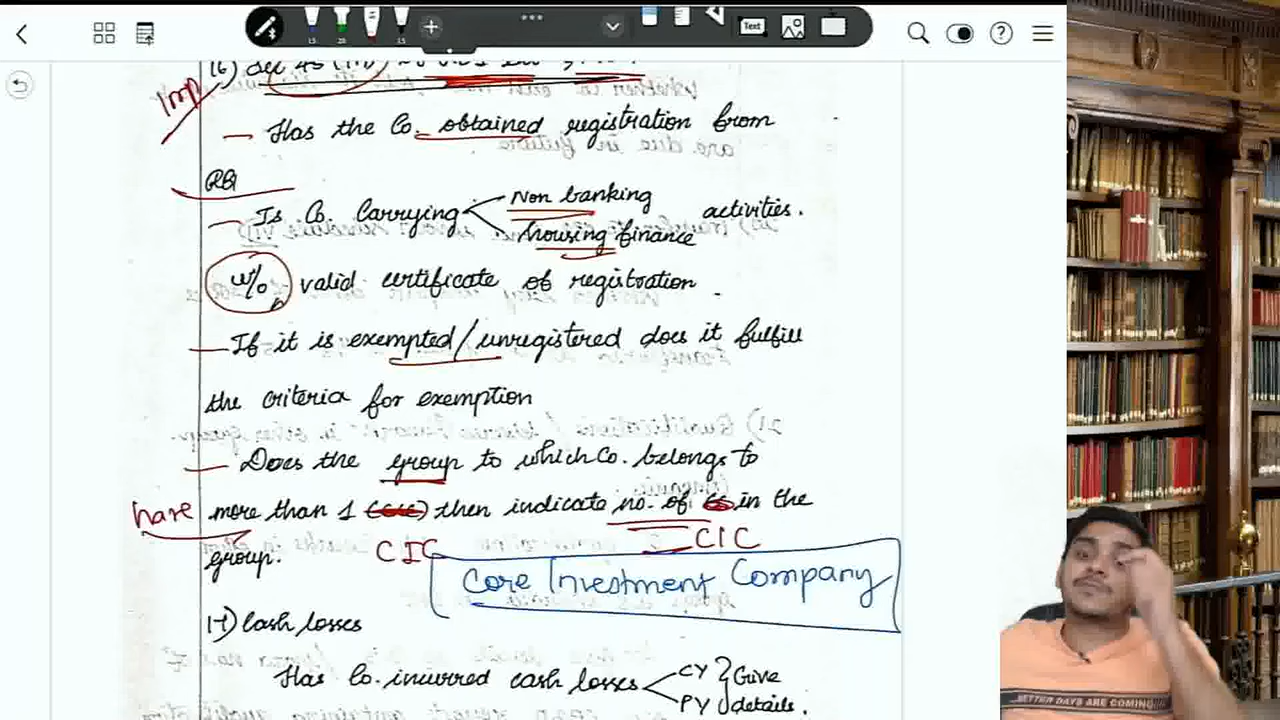 Text
Imp
Has the Co. obtained registration from
RBI
Is Co. Carrying Non banking activities.
housing finance
w/o valid certificate of registration
If it is exempted/unregistered does it fulfill
the criteria for exemption
Does the group to which Co. belongs to
have more than 1 then indicate no. of in the
CIC CIC
group.
Core Investment Company
17) Cash losses
Has Co. incurred cash losses CY Give
PY details.
BETTER DAYS ARE COMING